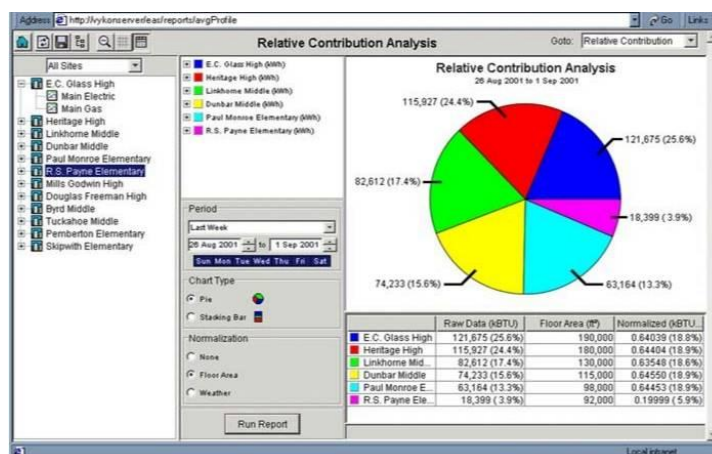 Address http://vykonserver/eas/reports/avgProfile
Go Links
Relative Contribution Analysis
Goto: Relative Contribution
All Sites
E.C. Glass High
Main Electric
Main Gas
Heritage High
Linkhorne Middle
Dunbar Middle
Paul Monroe Elementary
R.S. Payne Elementary
Mills Godwin High
Douglas Freeman High
Byrd Middle
Tuckahoe Middle
Pemberton Elementary
Skipwith Elementary
E.C. Glass High (kWh)
Heritage High (kWh)
Linkhorne Middle (kWh)
Dunbar Middle (kWh)
Paul Monroe Elementary (kWh)
R.S. Payne Elementary (kWh)
Period
Last Week
26 Aug 2001 to 1 Sep 2001
Sun Mon Tue Wed Thu Fri Sat
Chart Type
Pie
Stacking Bar
Normalization
None
Floor Area
Weather
Run Report
Relative Contribution Analysis
26 Aug 2001 to 1 Sep 2001
115,927 (24.4%)
121,675 (25.6%)
82,612 (17.4%)
18,399 ( 3.9%)
74,233 (15.6%)
63,164 (13.3%)
Raw Data (kBTU) Floor Area (ft²) Normalized (kBTU...
E.C. Glass High 121,675 (25.6%) 190,000 0.64039 (18.8%)
Heritage High 115,927 (24.4%) 180,000 0.64404 (18.9%)
Linkhorne Mid... 82,612 (17.4%) 130,000 0.63548 (18.6%)
Dunbar Middle 74,233 (15.6%) 115,000 0.64550 (18.9%)
Paul Monroe E... 63,164 (13.3%) 98,000 0.64453 (18.9%)
R.S. Payne Ele... 18,399 ( 3.9%) 92,000 0.19999 (5.9%)
Local intranet